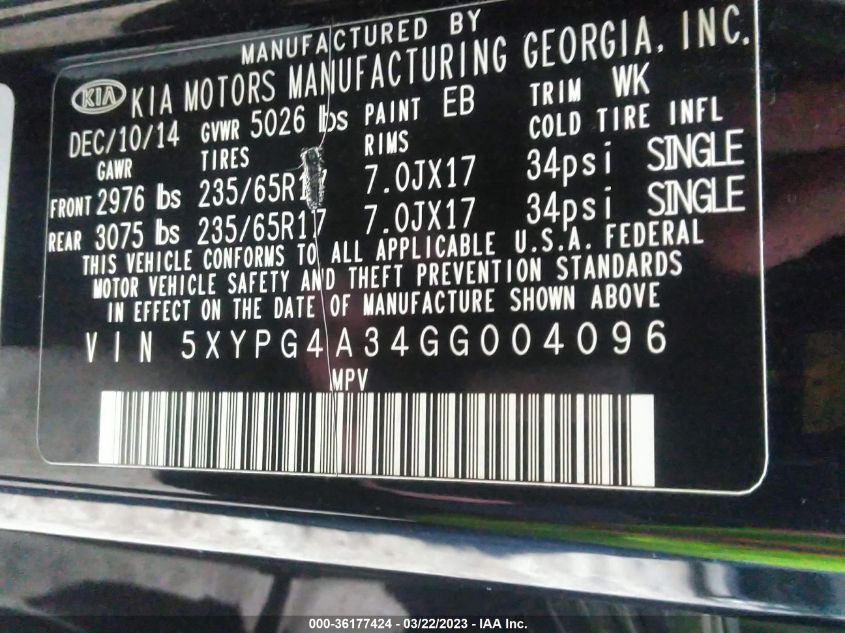 MANUFACTURED BY
KIA KIA MOTORS MANUFACTURING GEORGIA, INC.
DEC/10/14 GVWR 5026 lbs PAINT EB TRIM WK
GAWR TIRES RIMS COLD TIRE INFL
FRONT 2976 lbs 235/65R17 7.0JX17 34psi SINGLE
REAR 3075 lbs 235/65R17 7.0JX17 34psi SINGLE
THIS VEHICLE CONFORMS TO ALL APPLICABLE U.S.A. FEDERAL
MOTOR VEHICLE SAFETY AND THEFT PREVENTION STANDARDS
IN EFFECT ON THE DATE OF MANUFACTURE SHOWN ABOVE
VIN 5XYPG4A34GG004096
MPV
000-36177424 - 03/22/2023 - IAA Inc.